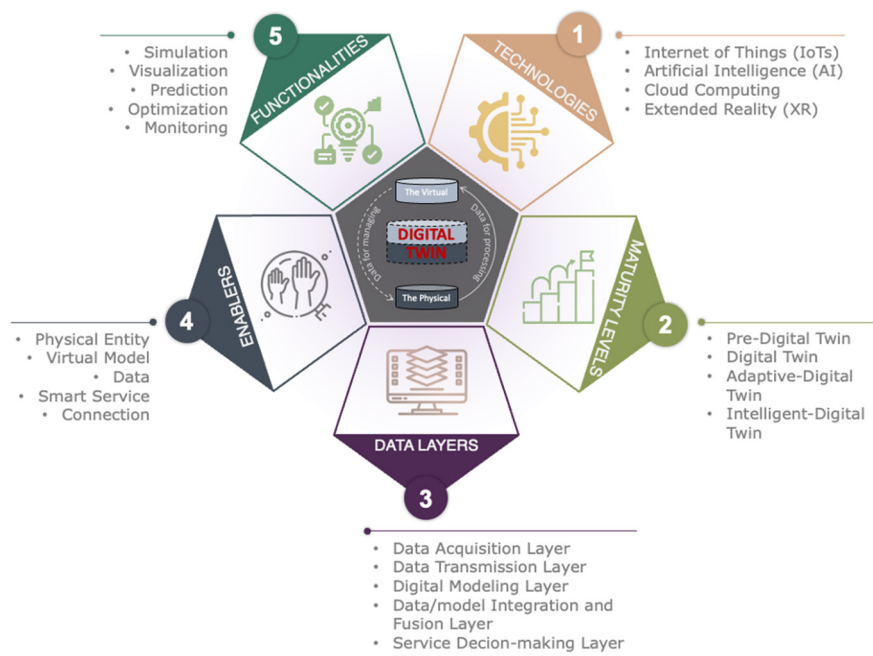 5
FUNCTIONALITIES
• Simulation
• Visualization
• Prediction
• Optimization
• Monitoring
1
TECHNOLOGIES
• Internet of Things (IoTs)
• Artificial Intelligence (AI)
• Cloud Computing
• Extended Reality (XR)
The Virtual
Data for managing
DIGITAL
TWIN
Data for processing
The Physical
4
ENABLERS
• Physical Entity
• Virtual Model
• Data
• Smart Service
• Connection
2
MATURITY LEVELS
• Pre-Digital Twin
• Digital Twin
• Adaptive-Digital
Twin
• Intelligent-Digital
Twin
DATA LAYERS
3
• Data Acquisition Layer
• Data Transmission Layer
• Digital Modeling Layer
• Data/model Integration and
Fusion Layer
• Service Decion-making Layer